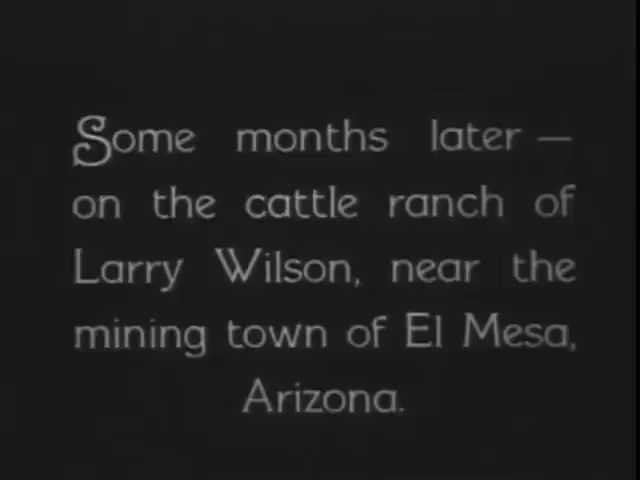 Some months later —
on the cattle ranch of
Larry Wilson, near the
mining town of El Mesa,
Arizona.